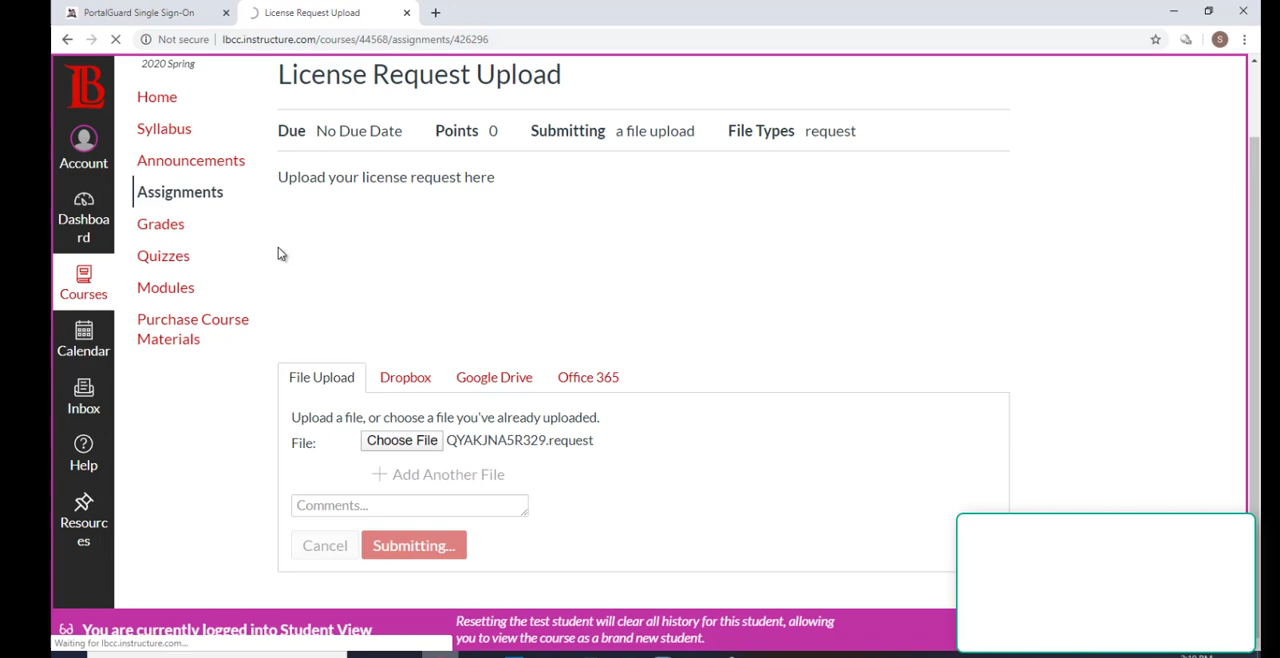 PortalGuard Single Sign-On
License Request Upload
Not secure
lbcc.instructure.com/courses/44568/assignments/426296
S
LB
Account
Dashboa
rd
Courses
Calendar
Inbox
Help
Resourc
es
2020 Spring
Home
Syllabus
Announcements
Assignments
Grades
Quizzes
Modules
Purchase Course
Materials
License Request Upload
Due No Due Date Points 0 Submitting a file upload File Types request
Upload your license request here
File Upload Dropbox Google Drive Office 365
Upload a file, or choose a file you've already uploaded.
File: Choose File QYAKJNA5R329.request
Add Another File
Comments...
Cancel Submitting...
You are currently logged into Student View
Resetting the test student will clear all history for this student, allowing
you to view the course as a brand new student.
Waiting for lbcc.instructure.com...